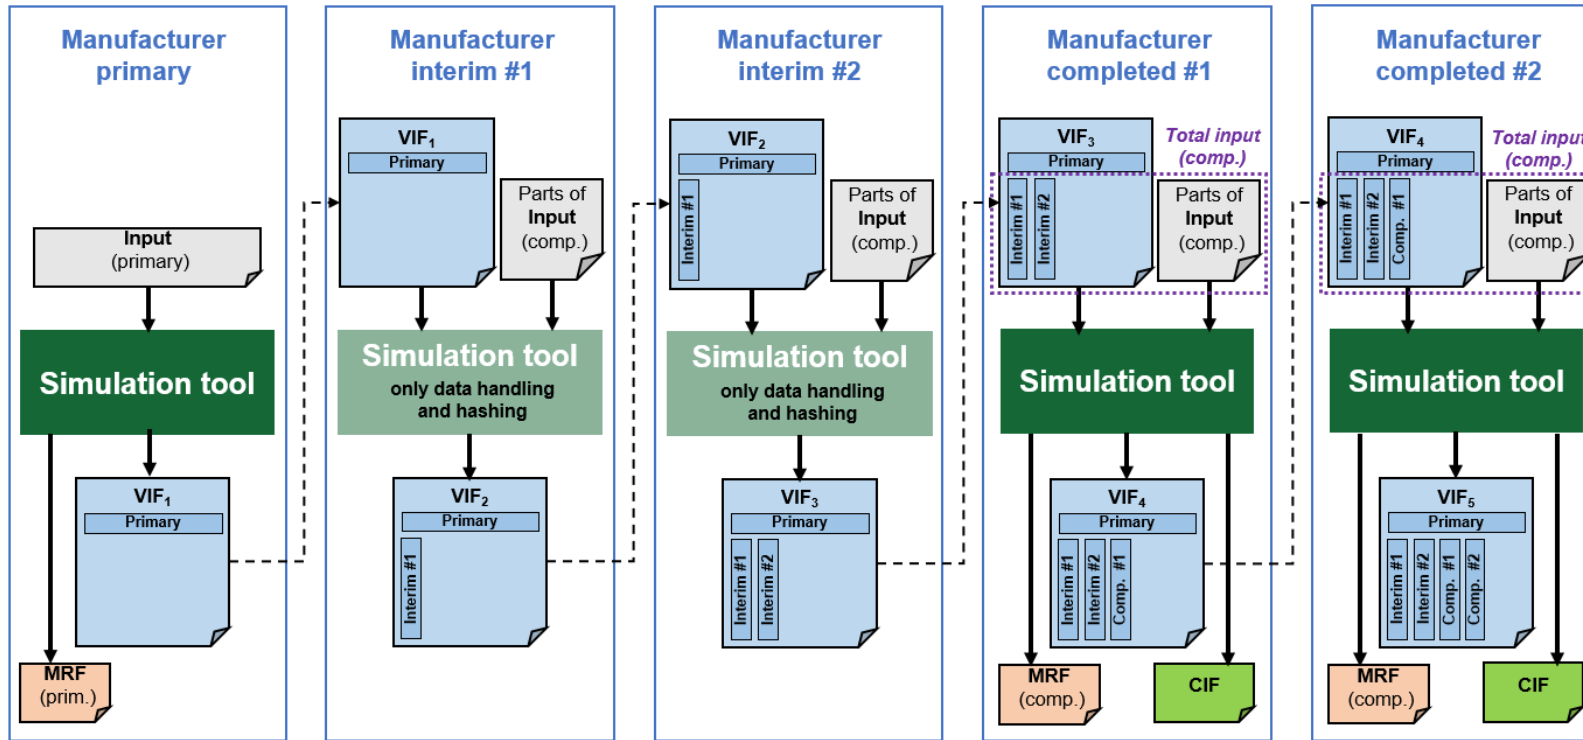 Manufacturer
primary
Input
(primary)
Simulation tool
VIF1
Primary
MRF
(prim.)
Manufacturer
interim #1
VIF1
Primary
Parts of
Input
(comp.)
Simulation tool
only data handling
and hashing
VIF2
Primary
Interim #1
Manufacturer
interim #2
VIF2
Primary
Interim #1
Parts of
Input
(comp.)
Simulation tool
only data handling
and hashing
VIF3
Primary
Interim #1
Interim #2
Manufacturer
completed #1
VIF3
Primary
Interim #1
Interim #2
Total input
(comp.)
Parts of
Input
(comp.)
Simulation tool
VIF4
Primary
Interim #1
Interim #2
Comp. #1
MRF
(comp.)
CIF
Manufacturer
completed #2
VIF4
Primary
Interim #1
Interim #2
Comp. #1
Total input
(comp.)
Parts of
Input
(comp.)
Simulation tool
VIF5
Primary
Interim #1
Interim #2
Comp. #1
Comp. #2
MRF
(comp.)
CIF